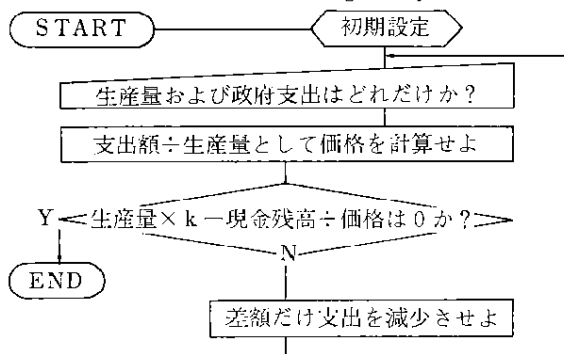 START
初期設定
生産量および政府支出はどれだけか？
支出額÷生産量として価格を計算せよ
Y
生産量×k－現金残高÷価格は0か？
N
END
差額だけ支出を減少させよ